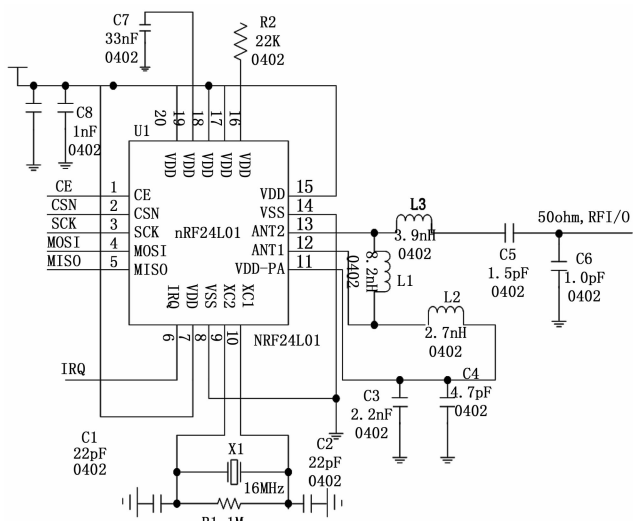 C7
33nF
0402
R2
22K
0402
C8
1nF
0402
20
19
18
17
16
U1
VDD
VDD
VDD
VDD
VDD
CE
1
CE
CSN
2
CSN
SCK
3
SCK
MOSI
4
MOSI
MISO
5
MISO
nRF24L01
VDD
15
VSS
14
ANT2
13
ANT1
12
VDD-PA
11
IRQ
VDD
VSS
XC2
XC1
6
7
8
9
10
NRF24L01
IRQ
L3
3.9nH
0402
8.2nH
0402
L1
C5
1.5pF
0402
50ohm, RFI/O
C6
1.0pF
0402
L2
2.7nH
0402
C3
2.2nF
0402
C4
4.7pF
0402
C1
22pF
0402
X1
16MHz
C2
22pF
0402
R1 1M